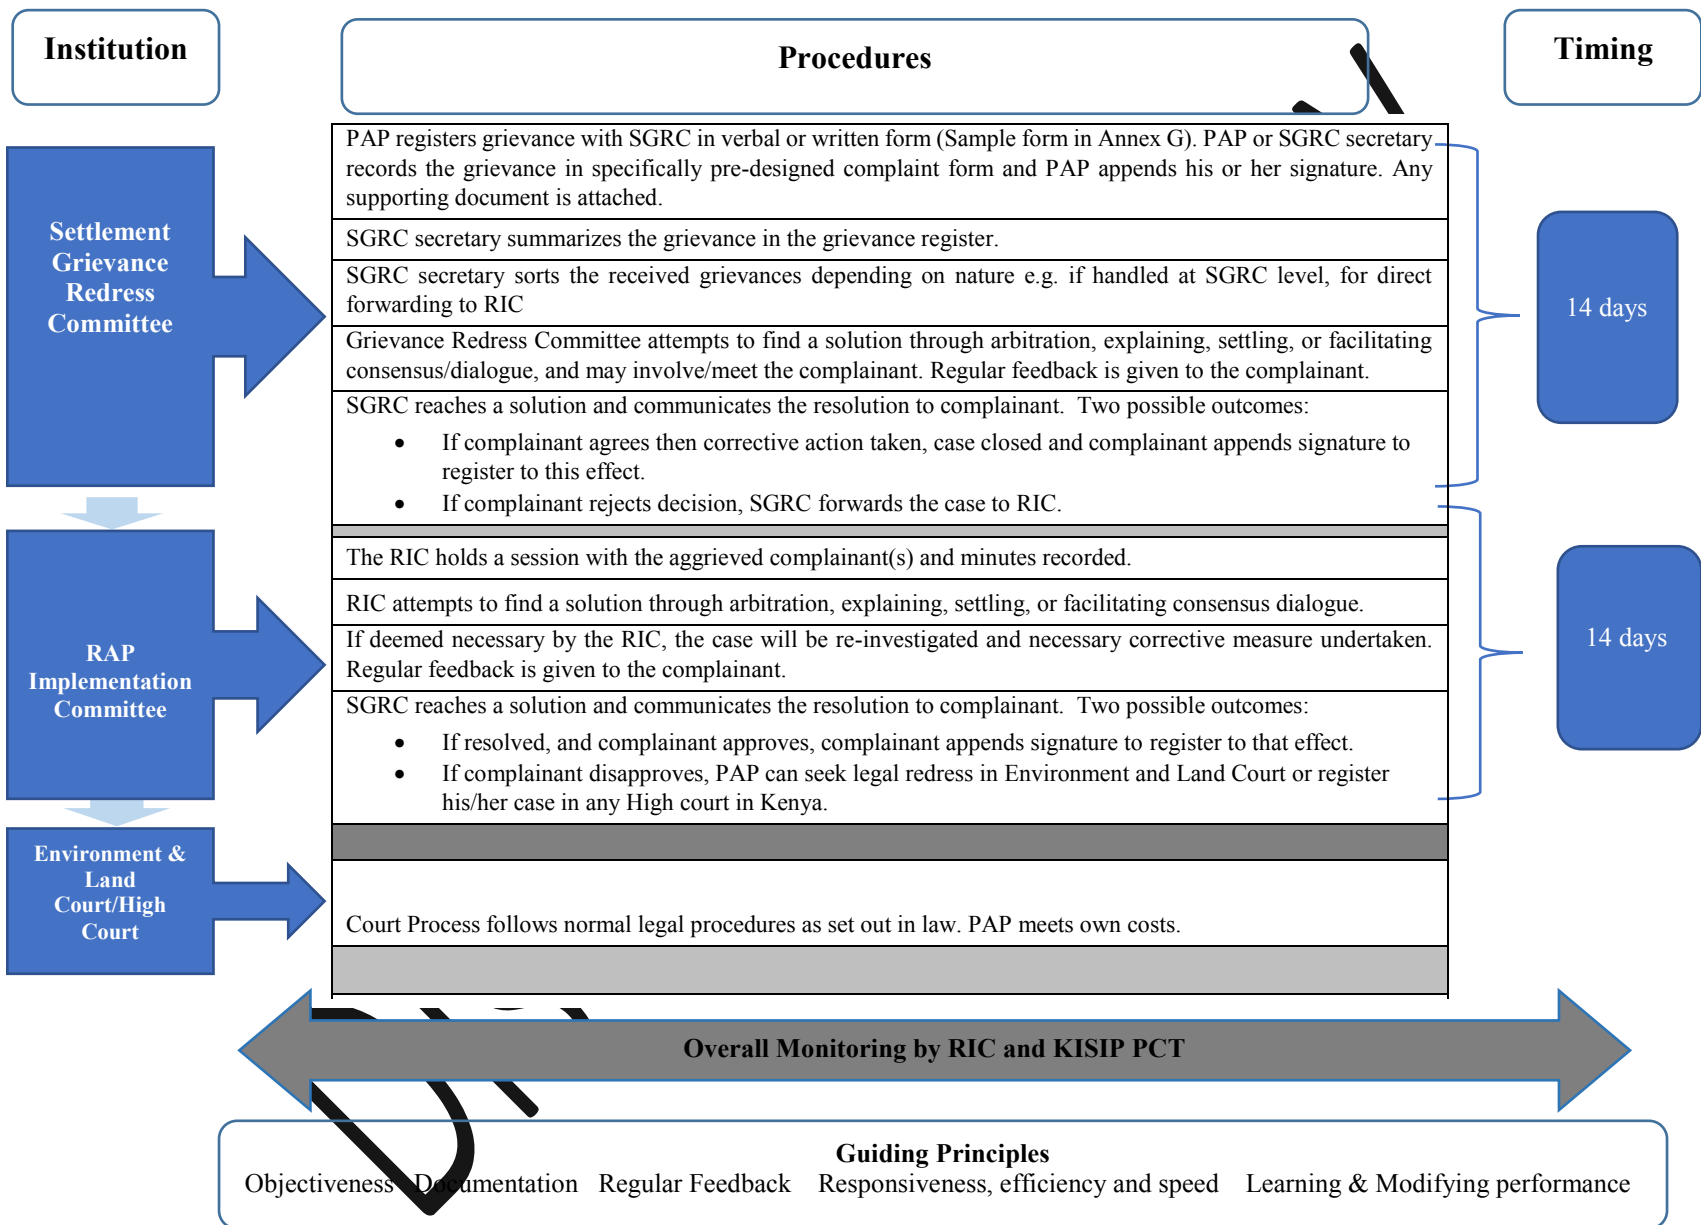 Institution
Procedures
Timing
Settlement
Grievance
Redress
Committee
PAP registers grievance with SGRC in verbal or written form (Sample form in Annex G). PAP or SGRC secretary
records the grievance in specifically pre-designed complaint form and PAP appends his or her signature. Any
supporting document is attached.
SGRC secretary summarizes the grievance in the grievance register.
SGRC secretary sorts the received grievances depending on nature e.g. if handled at SGRC level, for direct
forwarding to RIC
Grievance Redress Committee attempts to find a solution through arbitration, explaining, settling, or facilitating
consensus/dialogue, and may involve/meet the complainant. Regular feedback is given to the complainant.
SGRC reaches a solution and communicates the resolution to complainant. Two possible outcomes:
• If complainant agrees then corrective action taken, case closed and complainant appends signature to
register to this effect.
• If complainant rejects decision, SGRC forwards the case to RIC.
14 days
RAP
Implementation
Committee
The RIC holds a session with the aggrieved complainant(s) and minutes recorded.
RIC attempts to find a solution through arbitration, explaining, settling, or facilitating consensus dialogue.
If deemed necessary by the RIC, the case will be re-investigated and necessary corrective measure undertaken.
Regular feedback is given to the complainant.
SGRC reaches a solution and communicates the resolution to complainant. Two possible outcomes:
• If resolved, and complainant approves, complainant appends signature to register to that effect.
• If complainant disapproves, PAP can seek legal redress in Environment and Land Court or register
his/her case in any High court in Kenya.
14 days
Environment &
Land
Court/High
Court
Court Process follows normal legal procedures as set out in law. PAP meets own costs.
Overall Monitoring by RIC and KISIP PCT
Guiding Principles
Objectiveness Documentation Regular Feedback Responsiveness, efficiency and speed Learning & Modifying performance